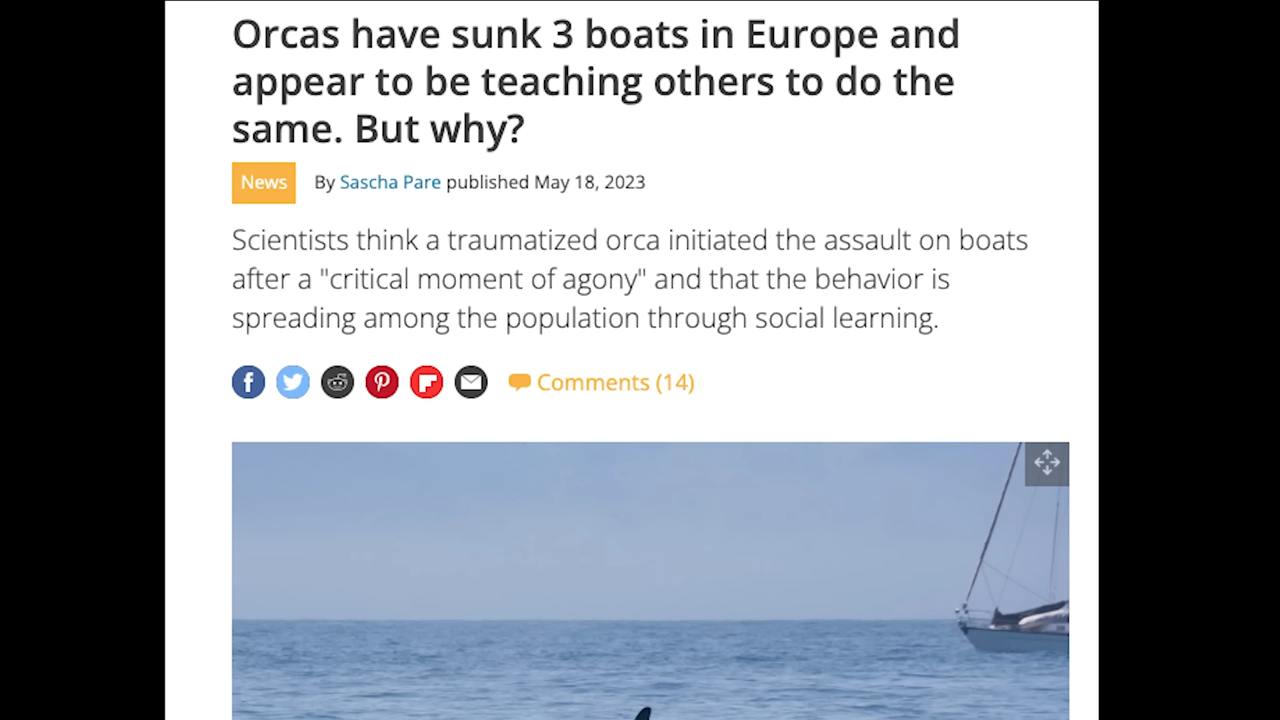 Orcas have sunk 3 boats in Europe and
appear to be teaching others to do the
same. But why?
News By Sascha Pare published May 18, 2023
Scientists think a traumatized orca initiated the assault on boats
after a "critical moment of agony" and that the behavior is
spreading among the population through social learning.
Comments (14)